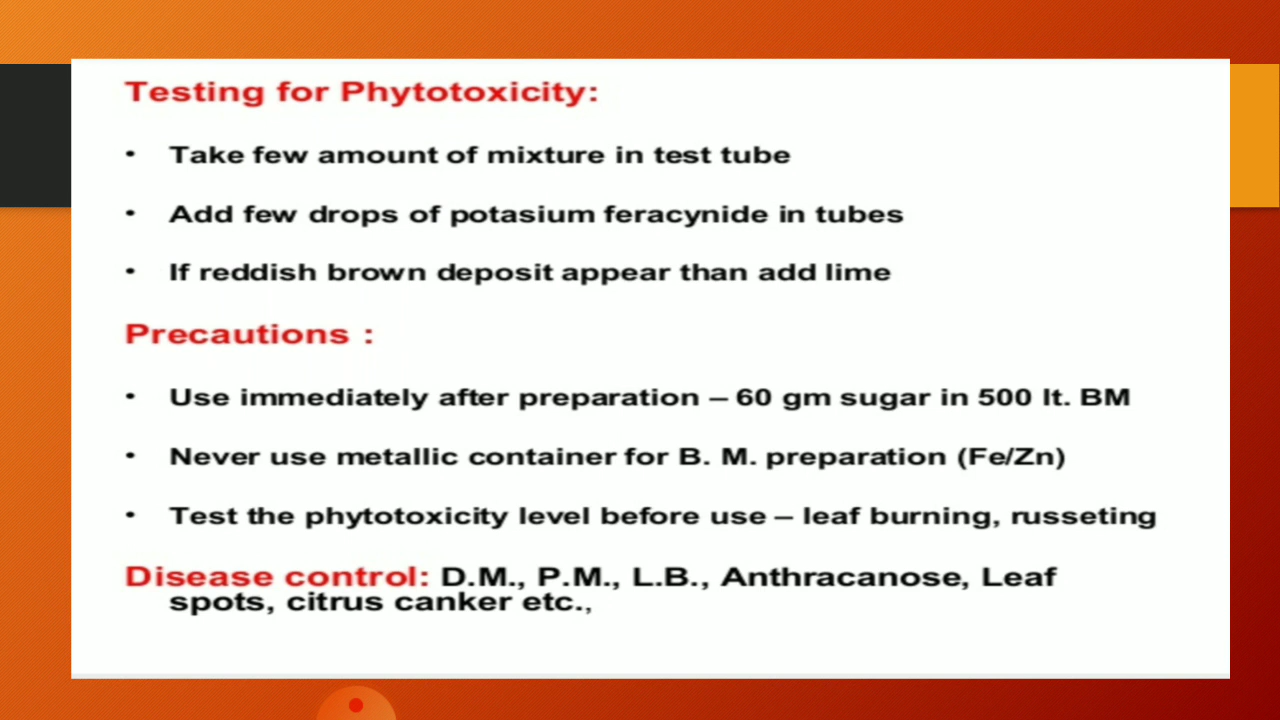 Testing for Phytotoxicity:
• Take few amount of mixture in test tube
• Add few drops of potasium feracynide in tubes
• If reddish brown deposit appear than add lime
Precautions :
• Use immediately after preparation – 60 gm sugar in 500 lt. BM
• Never use metallic container for B. M. preparation (Fe/Zn)
• Test the phytotoxicity level before use – leaf burning, russeting
Disease control: D.M., P.M., L.B., Anthracanose, Leaf
spots, citrus canker etc.,